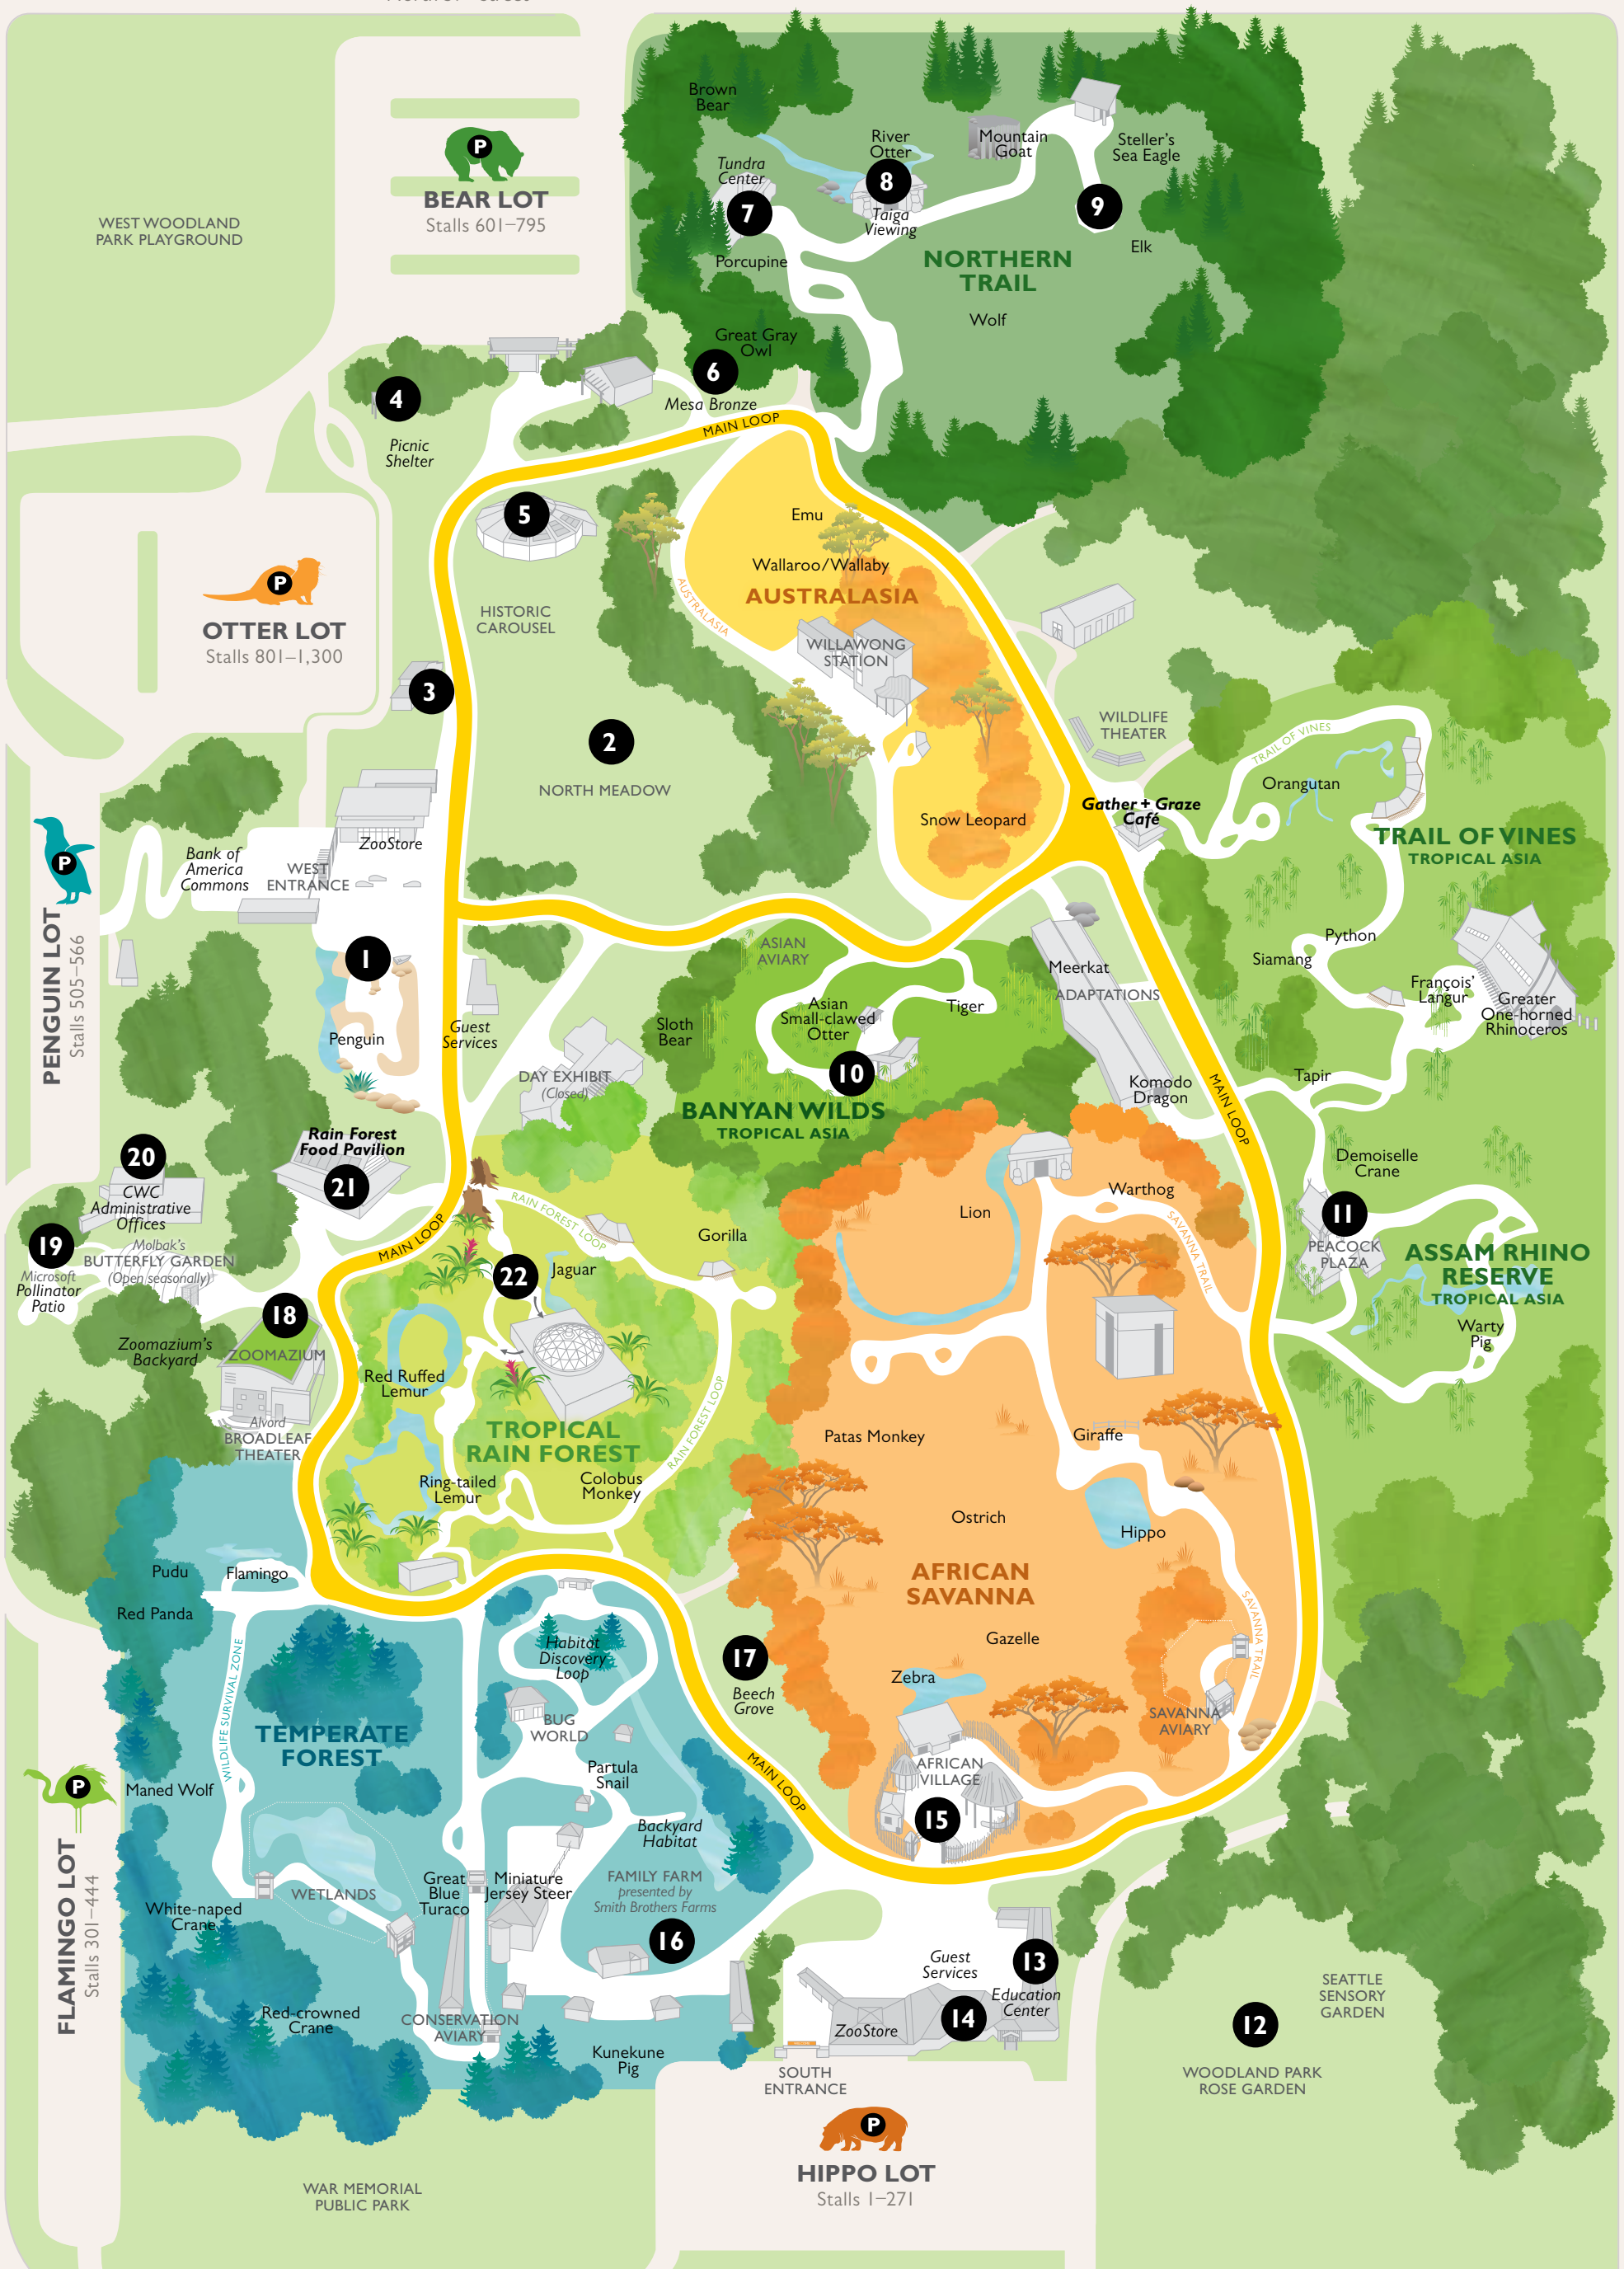 P
BEAR LOT
Stalls 601–795
WEST WOODLAND
PARK PLAYGROUND
Brown
Bear
Tundra
Center
7
River
Otter
8
Taiga
Viewing
Mountain
Goat
Steller's
Sea Eagle
9
Elk
Porcupine
NORTHERN
TRAIL
Wolf
Great Gray
Owl
6
Mesa Bronze
4
Picnic
Shelter
MAIN LOOP
5
HISTORIC
CAROUSEL
Emu
Wallaroo/Wallaby
AUSTRALASIA
AUSTRALASIA
WILLAWONG
STATION
P
OTTER LOT
Stalls 801–1,300
3
2
NORTH MEADOW
WILDLIFE
THEATER
TRAIL OF VINES
Orangutan
Gather + Graze
Café
Snow Leopard
TRAIL OF VINES
TROPICAL ASIA
P
PENGUIN LOT
Stalls 505–566
ZooStore
Bank of
America
Commons
WEST
ENTRANCE
1
Penguin
Guest
Services
ASIAN
AVIARY
Sloth
Bear
Asian
Small-clawed
Otter
Tiger
10
BANYAN WILDS
TROPICAL ASIA
Meerkat
ADAPTATIONS
Komodo
Dragon
Python
Siamang
François'
Langur
Greater
One-horned
Rhinoceros
Tapir
MAIN LOOP
DAY EXHIBIT
(Closed)
Demoiselle
Crane
11
PEACOCK
PLAZA
ASSAM RHINO
RESERVE
TROPICAL ASIA
Warty
Pig
20
CWC
Administrative
Offices
Rain Forest
Food Pavilion
21
19
Microsoft
Pollinator
Patio
Molbak's
BUTTERFLY GARDEN
(Open seasonally)
MAIN LOOP
RAIN FOREST LOOP
Gorilla
22
Jaguar
18
Zoomazium's
Backyard
ZOOMAZIUM
Alvord
BROADLEAF
THEATER
Red Ruffed
Lemur
TROPICAL
RAIN FOREST
RAIN FOREST LOOP
Ring-tailed
Lemur
Colobus
Monkey
Lion
Warthog
SAVANNA TRAIL
Patas Monkey
Giraffe
Ostrich
Hippo
AFRICAN
SAVANNA
Gazelle
Zebra
SAVANNA TRAIL
SAVANNA
AVIARY
AFRICAN
VILLAGE
15
Pudu
Flamingo
Red Panda
WILDLIFE SURVIVAL ZONE
TEMPERATE
FOREST
Habitat
Discovery
Loop
17
Beech
Grove
BUG
WORLD
Partula
Snail
MAIN LOOP
Maned Wolf
P
FLAMINGO LOT
Stalls 301–444
Backyard
Habitat
WETLANDS
Great
Blue
Turaco
Miniature
Jersey Steer
FAMILY FARM
presented by
Smith Brothers Farms
16
White-naped
Crane
Red-crowned
Crane
CONSERVATION
AVIARY
Kunekune
Pig
Guest
Services
13
Education
Center
14
ZooStore
SOUTH
ENTRANCE
12
SEATTLE
SENSORY
GARDEN
WOODLAND PARK
ROSE GARDEN
P
HIPPO LOT
Stalls 1–271
WAR MEMORIAL
PUBLIC PARK